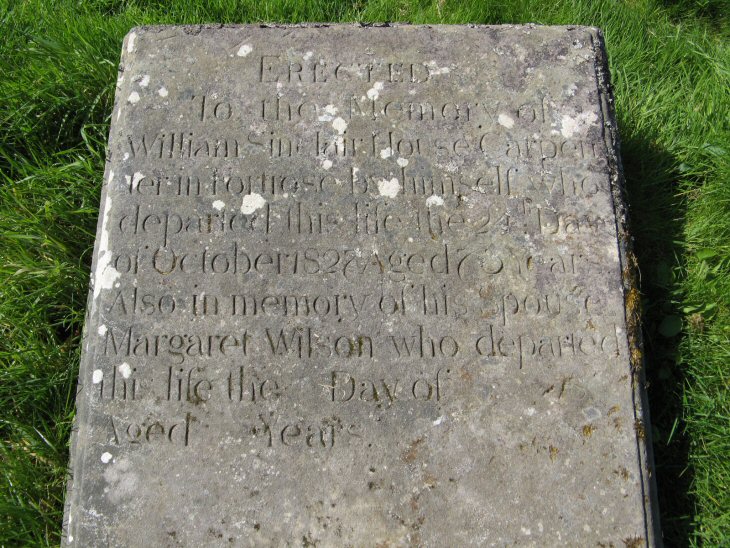 ERECTED
To the Memory of
William Sinclair House Carpen
ter in Fortrose by himself who
departed this life the Day
of October 1827 Aged Years
Also in memory of his Spouse
Margaret Wilson who departed
this life the Day of
Aged Years.